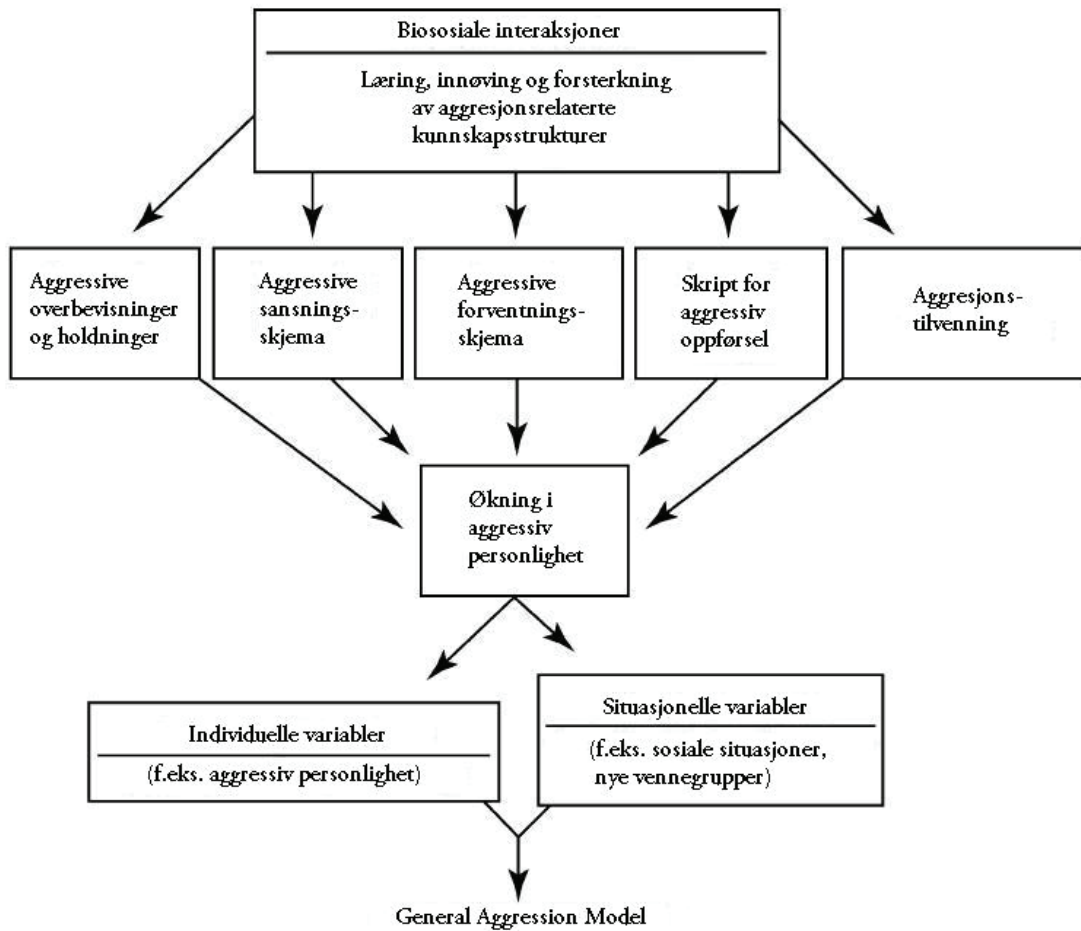 Biososiale interaksjoner
Læring, innøving og forsterkning
av aggresjonsrelaterte
kunnskapsstrukturer
Aggressive
overbevisninger
og holdninger
Aggressive
sansnings-
skjema
Aggressive
forventnings-
skjema
Skript for
aggressiv
oppførsel
Aggresjons-
tilvenning
Økning i
aggressiv
personlighet
Individuelle variabler
(f.eks. aggressiv personlighet)
Situasjonelle variabler
(f.eks. sosiale situasjoner,
nye vennegrupper)
General Aggression Model